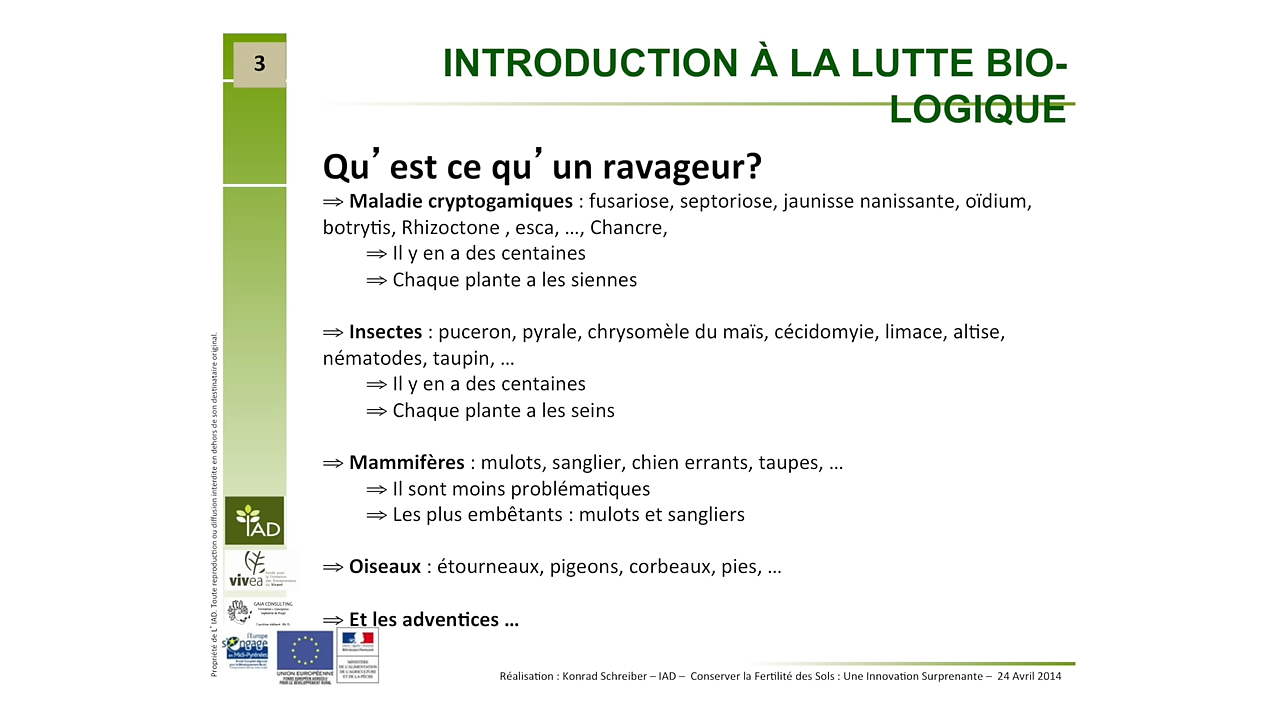 3
INTRODUCTION À LA LUTTE BIO-
LOGIQUE
Qu’est ce qu’un ravageur?
⇒ Maladie cryptogamiques : fusariose, septoriose, jaunisse nanissante, oïdium,
botrytis, Rhizoctone , esca, …, Chancre,
⇒ Il y en a des centaines
⇒ Chaque plante a les siennes
⇒ Insectes : puceron, pyrale, chrysomèle du maïs, cécidomyie, limace, altise,
nématodes, taupin, …
⇒ Il y en a des centaines
⇒ Chaque plante a les seins
⇒ Mammifères : mulots, sanglier, chien errants, taupes, …
⇒ Il sont moins problématiques
⇒ Les plus embêtants : mulots et sangliers
⇒ Oiseaux : étourneaux, pigeons, corbeaux, pies, …
⇒ Et les adventices …
Propriété de L’IAD. Toute reproduction ou diffusion interdite en dehors de son destinataire original.
IAD
vivea
GAIA CONSULTING
l'Europe
s'engage
en Midi-Pyrénées
UNION EUROPÉENNE
Réalisation : Konrad Schreiber – IAD – Conserver la Fertilité des Sols : Une Innovation Surprenante – 24 Avril 2014